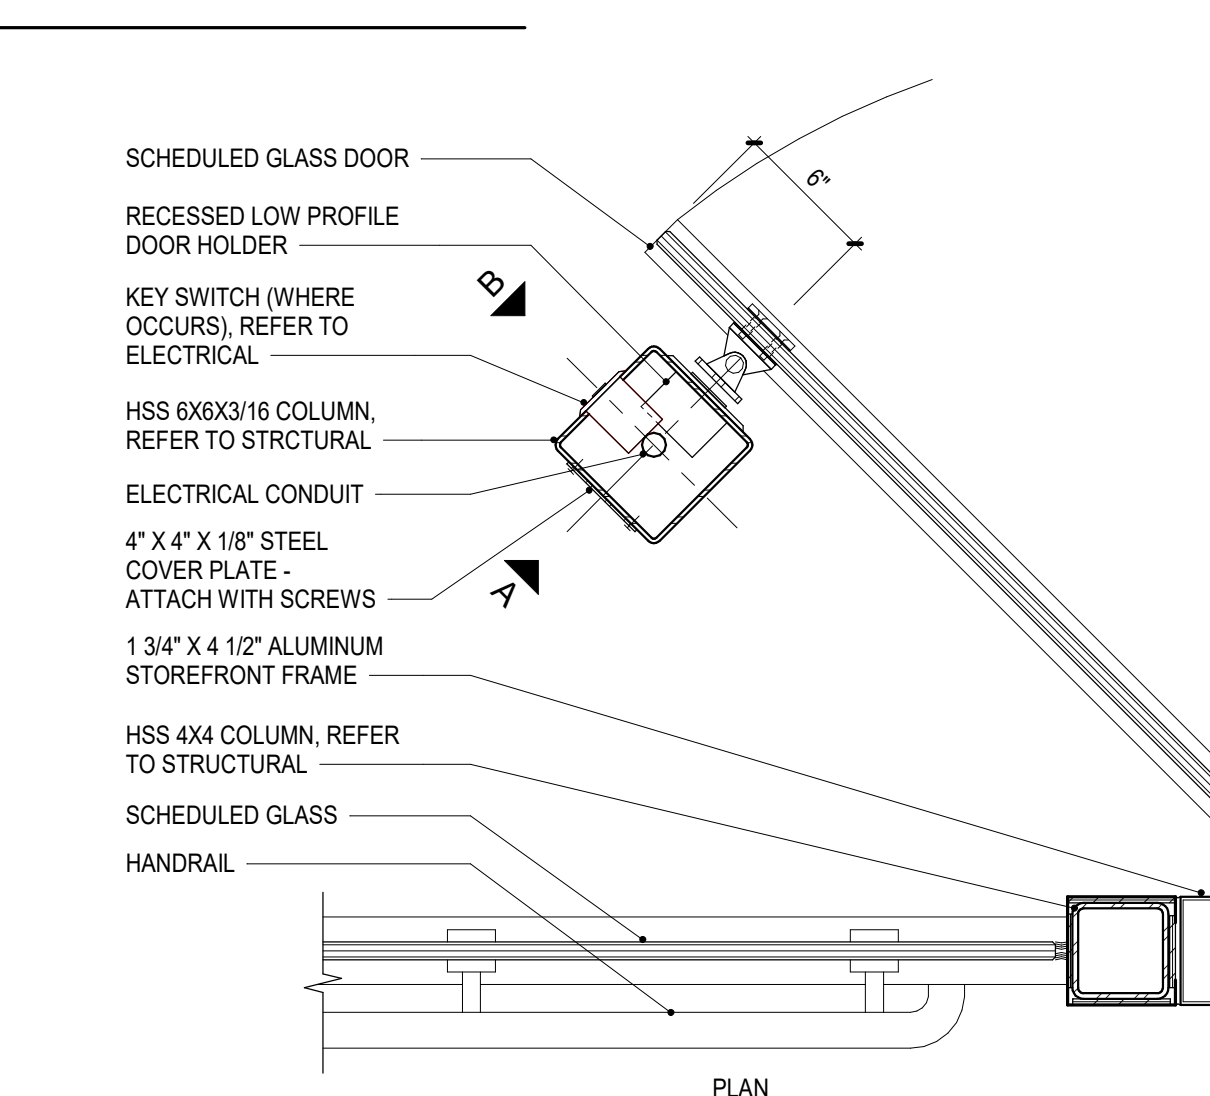 SCHEDULED GLASS DOOR
6"
RECESSED LOW PROFILE
DOOR HOLDER
B
KEY SWITCH (WHERE
OCCURS), REFER TO
ELECTRICAL
HSS 6X6X3/16 COLUMN,
REFER TO STRCTURAL
ELECTRICAL CONDUIT
4" X 4" X 1/8" STEEL
COVER PLATE -
ATTACH WITH SCREWS
A
1 3/4" X 4 1/2" ALUMINUM
STOREFRONT FRAME
HSS 4X4 COLUMN, REFER
TO STRUCTURAL
SCHEDULED GLASS
HANDRAIL
PLAN